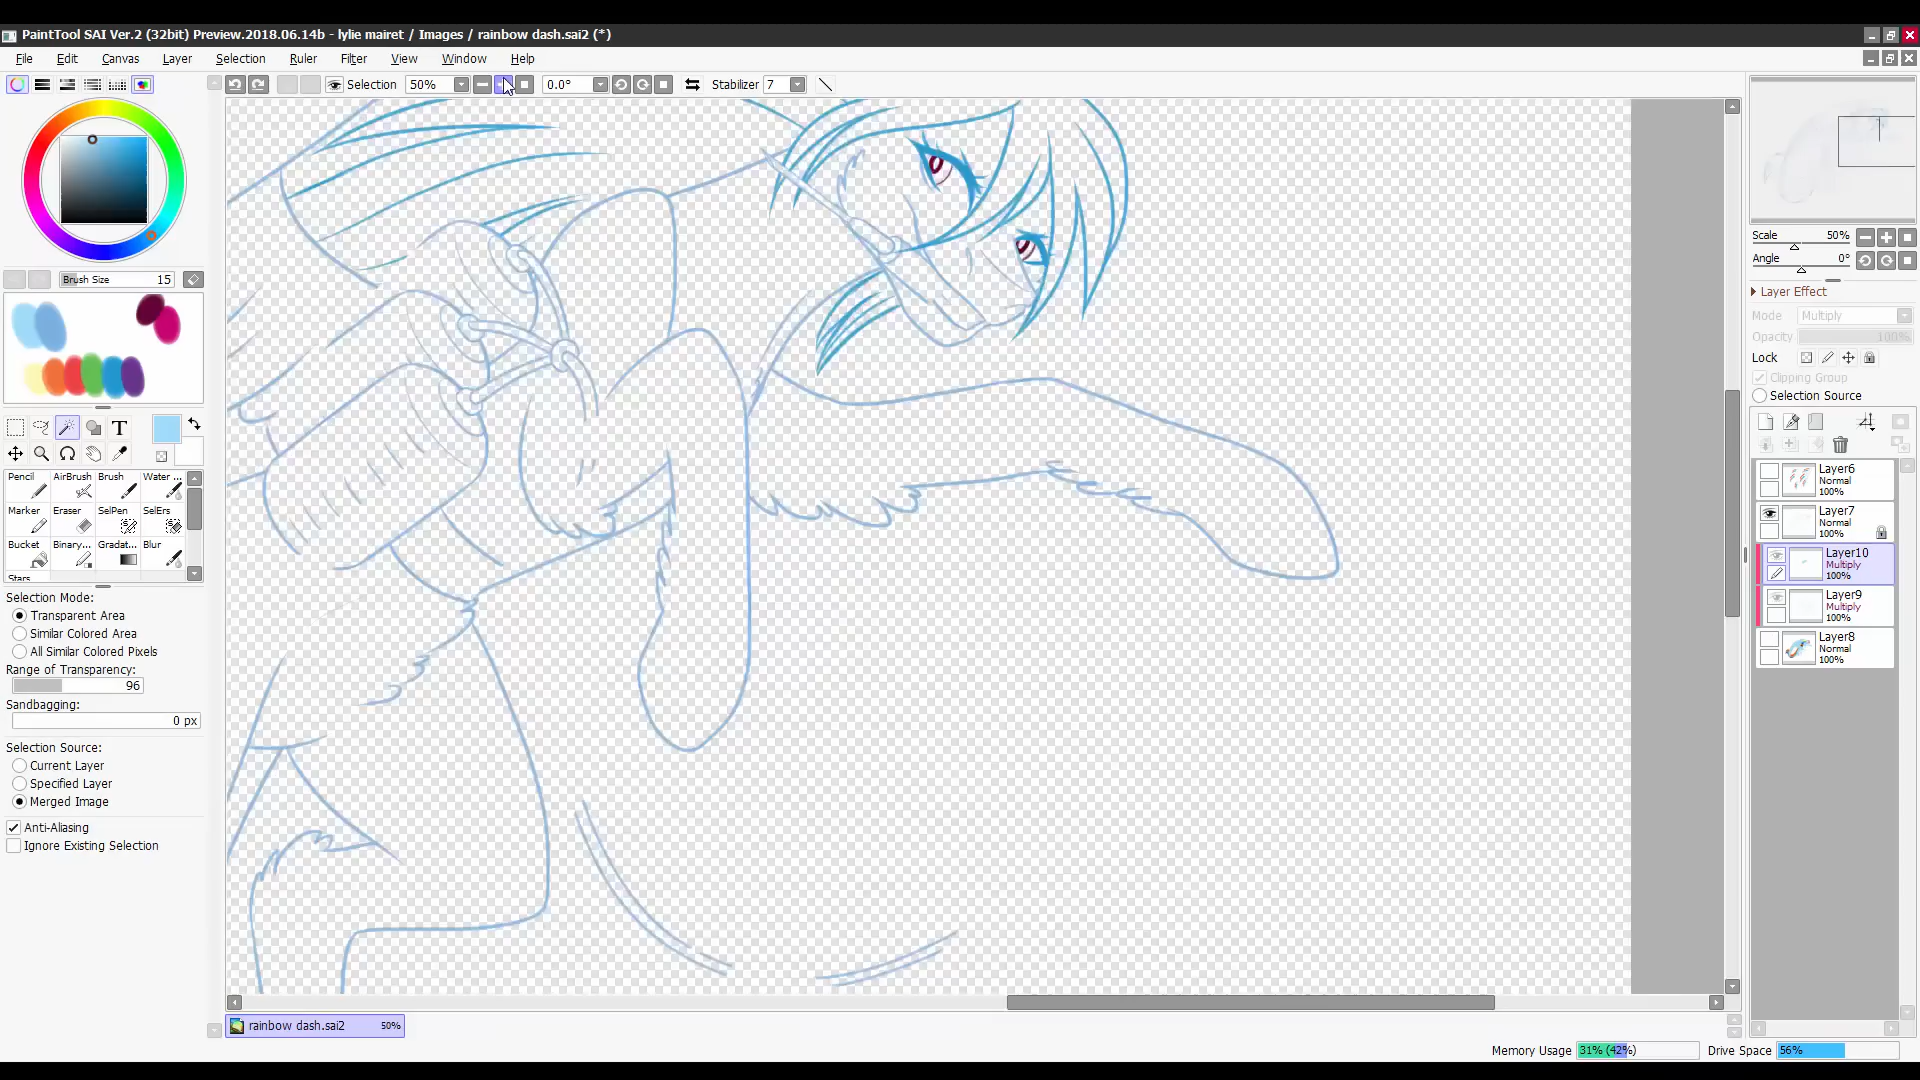 PaintTool SAI Ver.2 (32bit) Preview.2018.06.14b - lylie mairet / Images / rainbow dash.sai2 (*)
File Edit Canvas Layer Selection Ruler Filter View Window Help
Selection 50% 0.0° Stabilizer 7
Scale 50%
Angle 0°
Brush Size 15
Layer Effect
Mode Multiply
Opacity 100%
Lock
Clipping Group
Selection Source
T
Pencil AirBrush Brush Water ...
Marker Eraser SelPen SelErs
Bucket Binary... Gradat... Blur
Stars
Layer6
Normal
100%
Layer7
Normal
100%
Layer10
Multiply
100%
Layer9
Multiply
100%
Layer8
Normal
100%
Selection Mode:
Transparent Area
Similar Colored Area
All Similar Colored Pixels
Range of Transparency:
96
Sandbagging:
0 px
Selection Source:
Current Layer
Specified Layer
Merged Image
Anti-Aliasing
Ignore Existing Selection
rainbow dash.sai2 50%
Memory Usage 31% (42%) Drive Space 56%